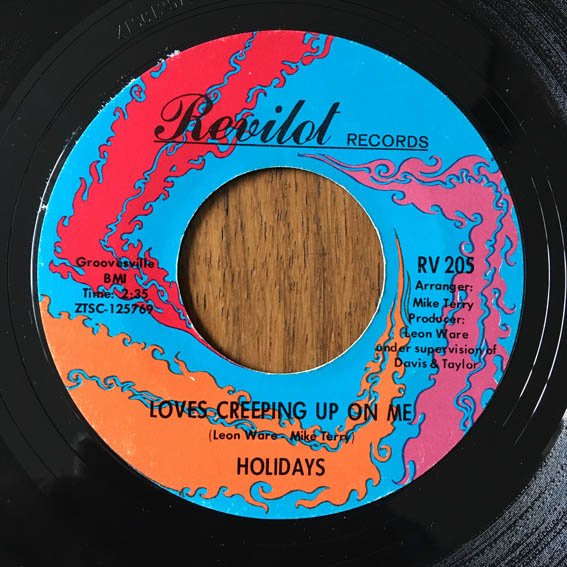 Revilot RECORDS
Groovesville
BMI
Time: 2:35
ZTSC-125769
RV 205
Arranger:
Mike Terry
Producer:
Leon Ware
under supervision of
Davis & Taylor
LOVES CREEPING UP ON ME
(Leon Ware - Mike Terry)
HOLIDAYS